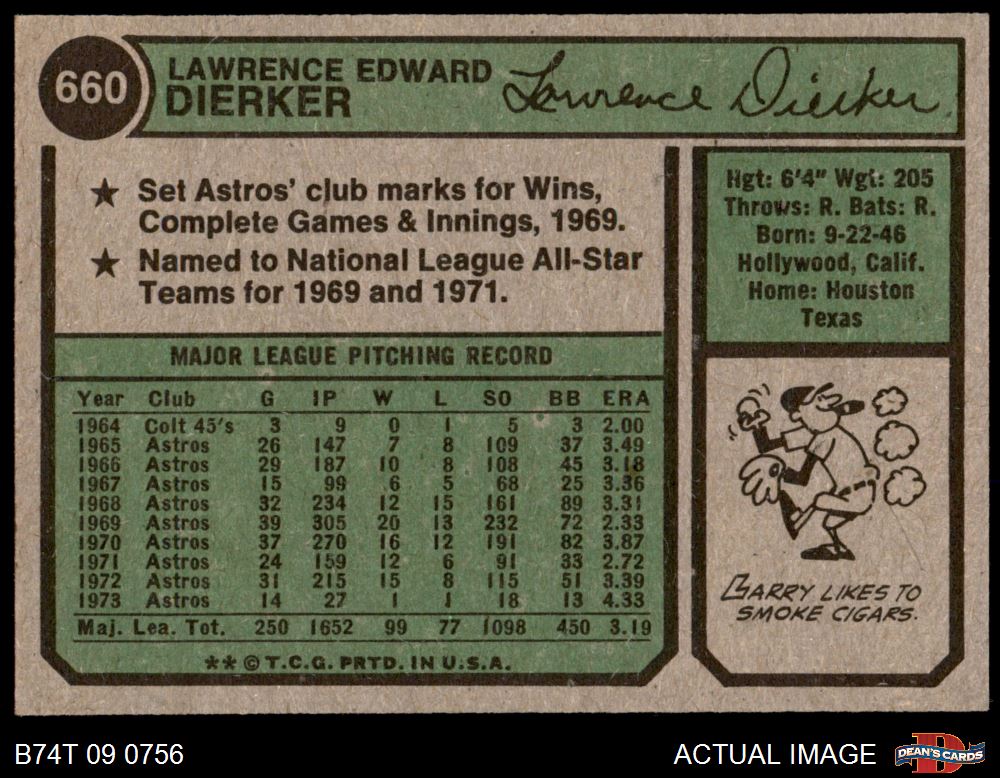 660
LAWRENCE EDWARD
DIERKER
Lawrence Dierker
★ Set Astros' club marks for Wins,
Complete Games & Innings, 1969.
★ Named to National League All-Star
Teams for 1969 and 1971.
Hgt: 6'4" Wgt: 205
Throws: R. Bats: R.
Born: 9-22-46
Hollywood, Calif.
Home: Houston
Texas
MAJOR LEAGUE PITCHING RECORD
Year Club G IP W L SO BB ERA
1964 Colt 45's 3 9 0 1 5 3 2.00
1965 Astros 26 147 7 8 109 37 3.49
1966 Astros 29 187 10 8 108 45 3.18
1967 Astros 15 99 6 5 68 25 3.36
1968 Astros 32 234 12 15 161 89 3.31
1969 Astros 39 305 20 13 232 72 2.33
1970 Astros 37 270 16 12 191 82 3.87
1971 Astros 24 159 12 6 91 33 2.72
1972 Astros 31 215 15 8 115 51 3.39
1973 Astros 14 27 1 1 18 13 4.33
Maj. Lea. Tot. 250 1652 99 77 1098 450 3.19
** © T.C.G. PRTD. IN U.S.A.
LARRY LIKES TO
SMOKE CIGARS.
B74T 09 0756
ACTUAL IMAGE
DEAN'S CARDS